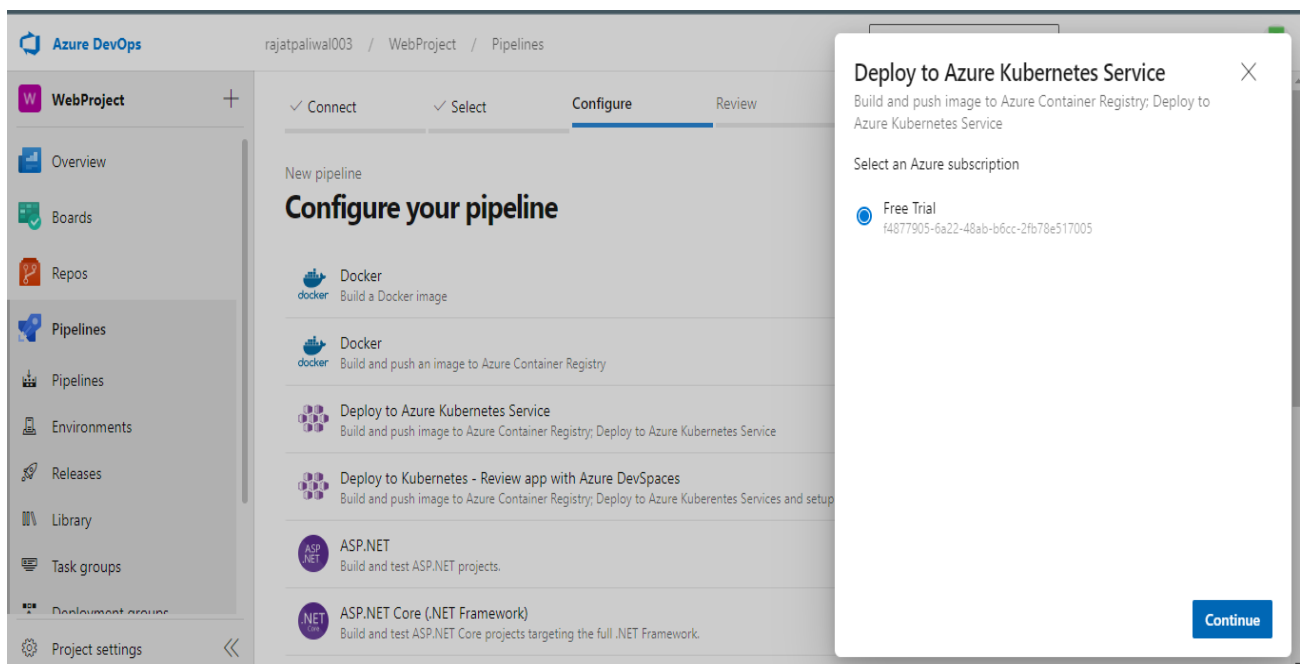 Azure DevOps
rajatpaliwal003 / WebProject / Pipelines
W WebProject
Overview
Boards
Repos
Pipelines
Pipelines
Environments
Releases
Library
Task groups
Deployment groups
Project settings
Connect
Select
Configure
Review
New pipeline
Configure your pipeline
docker
Docker
Build a Docker image
docker
Docker
Build and push an image to Azure Container Registry
Deploy to Azure Kubernetes Service
Build and push image to Azure Container Registry; Deploy to Azure Kubernetes Service
Deploy to Kubernetes - Review app with Azure DevSpaces
Build and push image to Azure Container Registry; Deploy to Azure Kuberentes Services and setup
ASP
.NET
ASP.NET
Build and test ASP.NET projects.
.NET
Core
ASP.NET Core (.NET Framework)
Build and test ASP.NET Core projects targeting the full .NET Framework.
Deploy to Azure Kubernetes Service
Build and push image to Azure Container Registry; Deploy to
Azure Kubernetes Service
Select an Azure subscription
Free Trial
f4877905-6a22-48ab-b6cc-2fb78e517005
Continue